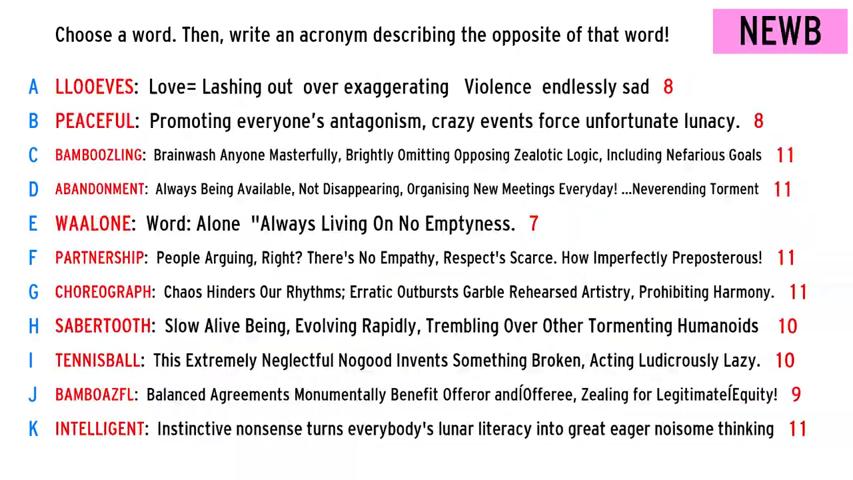 Choose a word. Then, write an acronym describing the opposite of that word!
NEWB
A LLOOEVES: Love= Lashing out over exaggerating Violence endlessly sad 8
B PEACEFUL: Promoting everyone's antagonism, crazy events force unfortunate lunacy. 8
C BAMBOOZLING: Brainwash Anyone Masterfully, Brightly Omitting Opposing Zealotic Logic, Including Nefarious Goals 11
D ABANDONMENT: Always Being Available, Not Disappearing, Organising New Meetings Everyday! ...Neverending Torment 11
E WAALONE: Word: Alone "Always Living On No Emptyness. 7
F PARTNERSHIP: People Arguing, Right? There's No Empathy, Respect's Scarce. How Imperfectly Preposterous! 11
G CHOREOGRAPH: Chaos Hinders Our Rhythms; Erratic Outbursts Garble Rehearsed Artistry, Prohibiting Harmony. 11
H SABERTOOTH: Slow Alive Being, Evolving Rapidly, Trembling Over Other Tormenting Humanoids 10
I TENNISBALL: This Extremely Neglectful Nogood Invents Something Broken, Acting Ludicrously Lazy. 10
J BAMBOAZFL: Balanced Agreements Monumentally Benefit Offeror andÍOfferee, Zealing for LegitimateÍEquity! 9
K INTELLIGENT: Instinctive nonsense turns everybody's lunar literacy into great eager noisome thinking 11